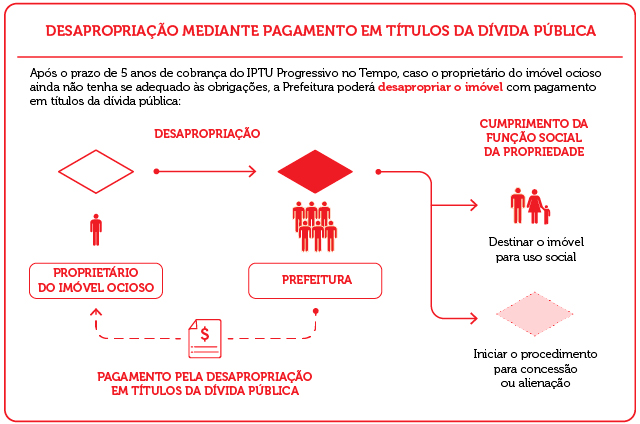 DESAPROPRIAÇÃO MEDIANTE PAGAMENTO EM TÍTULOS DA DÍVIDA PÚBLICA
Após o prazo de 5 anos de cobrança do IPTU Progressivo no Tempo, caso o proprietário do imóvel ocioso
ainda não tenha se adequado às obrigações, a Prefeitura poderá desapropriar o imóvel com pagamento
em títulos da dívida pública:
DESAPROPRIAÇÃO
CUMPRIMENTO DA
FUNÇÃO SOCIAL
DA PROPRIEDADE
Destinar o imóvel
para uso social
PROPRIETÁRIO
DO IMÓVEL OCIOSO
PREFEITURA
$
Iniciar o procedimento
para concessão
ou alienação
PAGAMENTO PELA DESAPROPRIAÇÃO
EM TÍTULOS DA DÍVIDA PÚBLICA